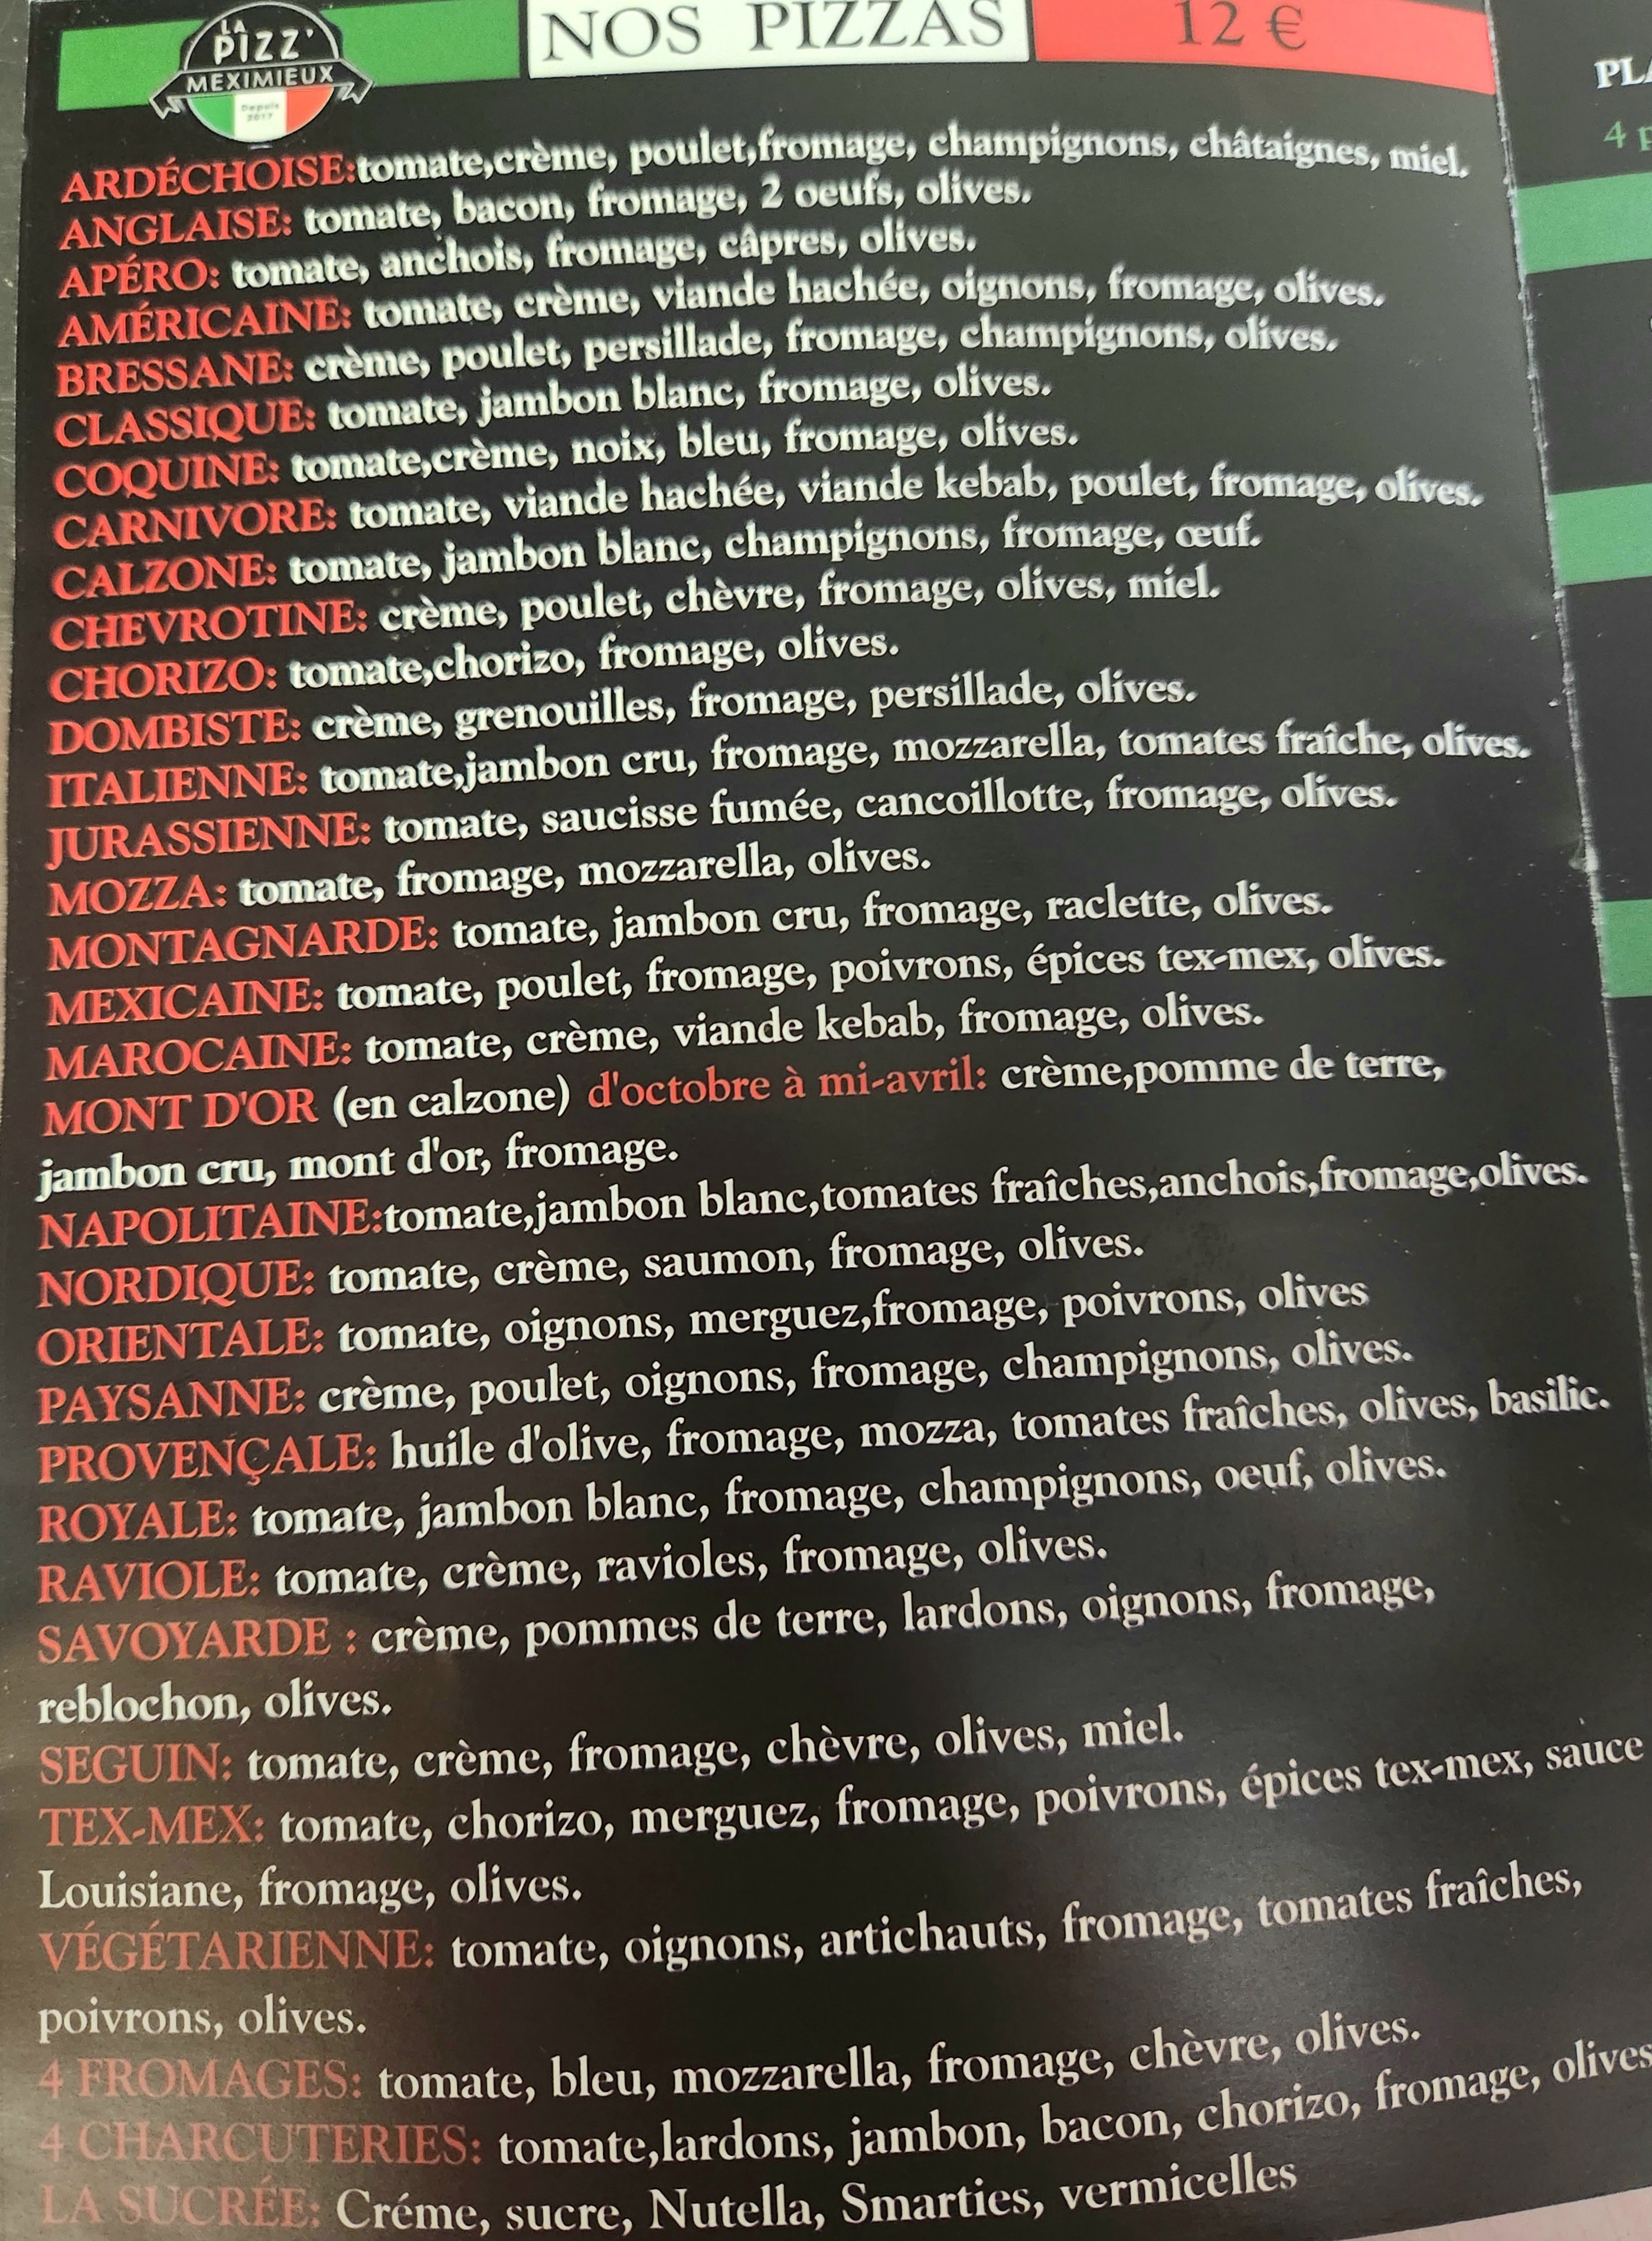 LA
PIZZ'
MEXIMIEUX
Depuis
2017
NOS PIZZAS
12 €
ARDÉCHOISE:tomate,crème, poulet,fromage, champignons, châtaignes, miel.
ANGLAISE: tomate, bacon, fromage, 2 oeufs, olives.
APÉRO: tomate, anchois, fromage, câpres, olives.
AMÉRICAINE: tomate, crème, viande hachée, oignons, fromage, olives.
BRESSANE: crème, poulet, persillade, fromage, champignons, olives.
CLASSIQUE: tomate, jambon blanc, fromage, olives.
COQUINE: tomate,crème, noix, bleu, fromage, olives.
CARNIVORE: tomate, viande hachée, viande kebab, poulet, fromage, olives.
CALZONE: tomate, jambon blanc, champignons, fromage, œuf.
CHEVROTINE: crème, poulet, chèvre, fromage, olives, miel.
CHORIZO: tomate,chorizo, fromage, olives.
DOMBISTE: crème, grenouilles, fromage, persillade, olives.
ITALIENNE: tomate,jambon cru, fromage, mozzarella, tomates fraîche, olives.
JURASSIENNE: tomate, saucisse fumée, cancoillotte, fromage, olives.
MOZZA: tomate, fromage, mozzarella, olives.
MONTAGNARDE: tomate, jambon cru, fromage, raclette, olives.
MEXICAINE: tomate, poulet, fromage, poivrons, épices tex-mex, olives.
MAROCAINE: tomate, crème, viande kebab, fromage, olives.
MONT D'OR (en calzone) d'octobre à mi-avril: crème,pomme de terre,
jambon cru, mont d'or, fromage.
NAPOLITAINE:tomate,jambon blanc,tomates fraîches,anchois,fromage,olives.
NORDIQUE: tomate, crème, saumon, fromage, olives.
ORIENTALE: tomate, oignons, merguez,fromage, poivrons, olives
PAYSANNE: crème, poulet, oignons, fromage, champignons, olives.
PROVENÇALE: huile d'olive, fromage, mozza, tomates fraîches, olives, basilic.
ROYALE: tomate, jambon blanc, fromage, champignons, oeuf, olives.
RAVIOLE: tomate, crème, ravioles, fromage, olives.
SAVOYARDE : crème, pommes de terre, lardons, oignons, fromage,
reblochon, olives.
SEGUIN: tomate, crème, fromage, chèvre, olives, miel.
TEX-MEX: tomate, chorizo, merguez, fromage, poivrons, épices tex-mex, sauce
Louisiane, fromage, olives.
VÉGÉTARIENNE: tomate, oignons, artichauts, fromage, tomates fraîches,
poivrons, olives.
4 FROMAGES: tomate, bleu, mozzarella, fromage, chèvre, olives.
4 CHARCUTERIES: tomate,lardons, jambon, bacon, chorizo, fromage, olives
LA SUCRÉE: Créme, sucre, Nutella, Smarties, vermicelles
4